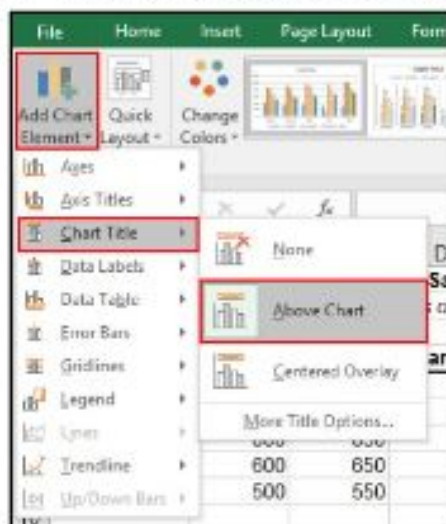 File Home Insert Page Layout Form
Add Chart Element Quick Layout Change Colors
Axes
Axis Titles
Chart Title
None
Data Labels
Data Table
Above Chart
Error Bars
Gridlines
Centered Overlay
Legend
More Title Options...
Lines
Trendline
600 650
Up/Down Bars
500 550